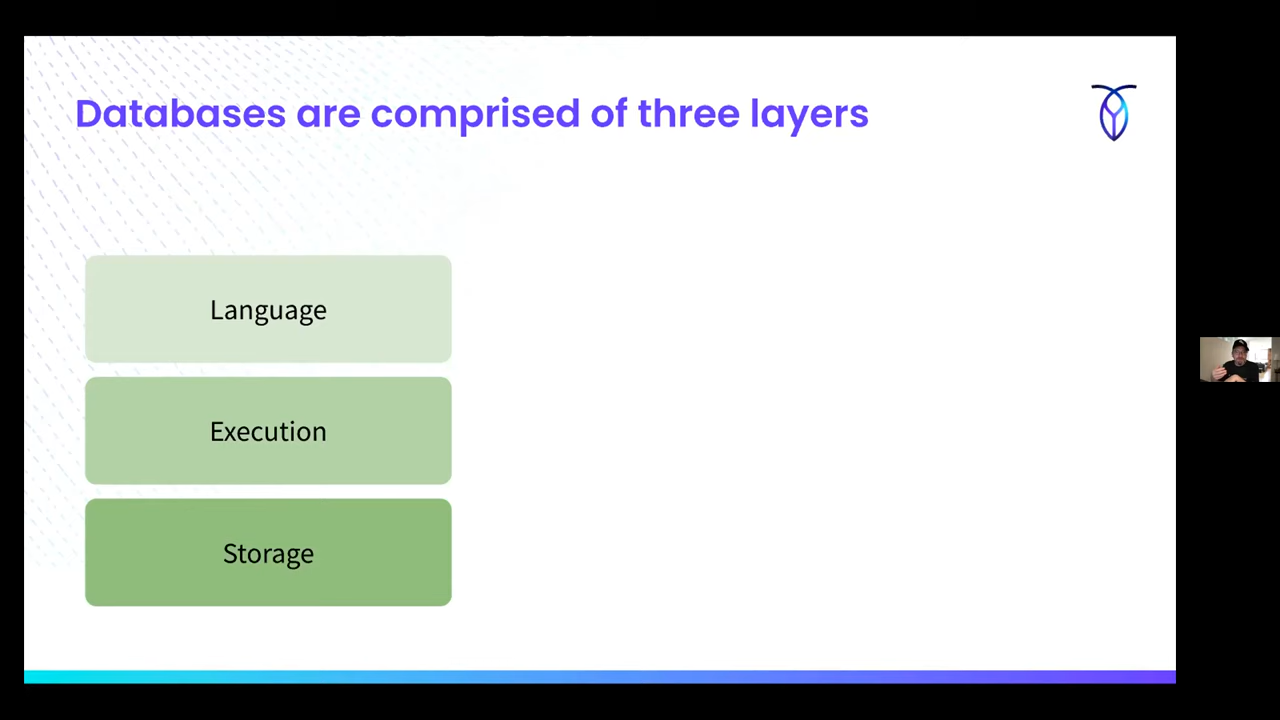 Databases are comprised of three layers
Language
Execution
Storage